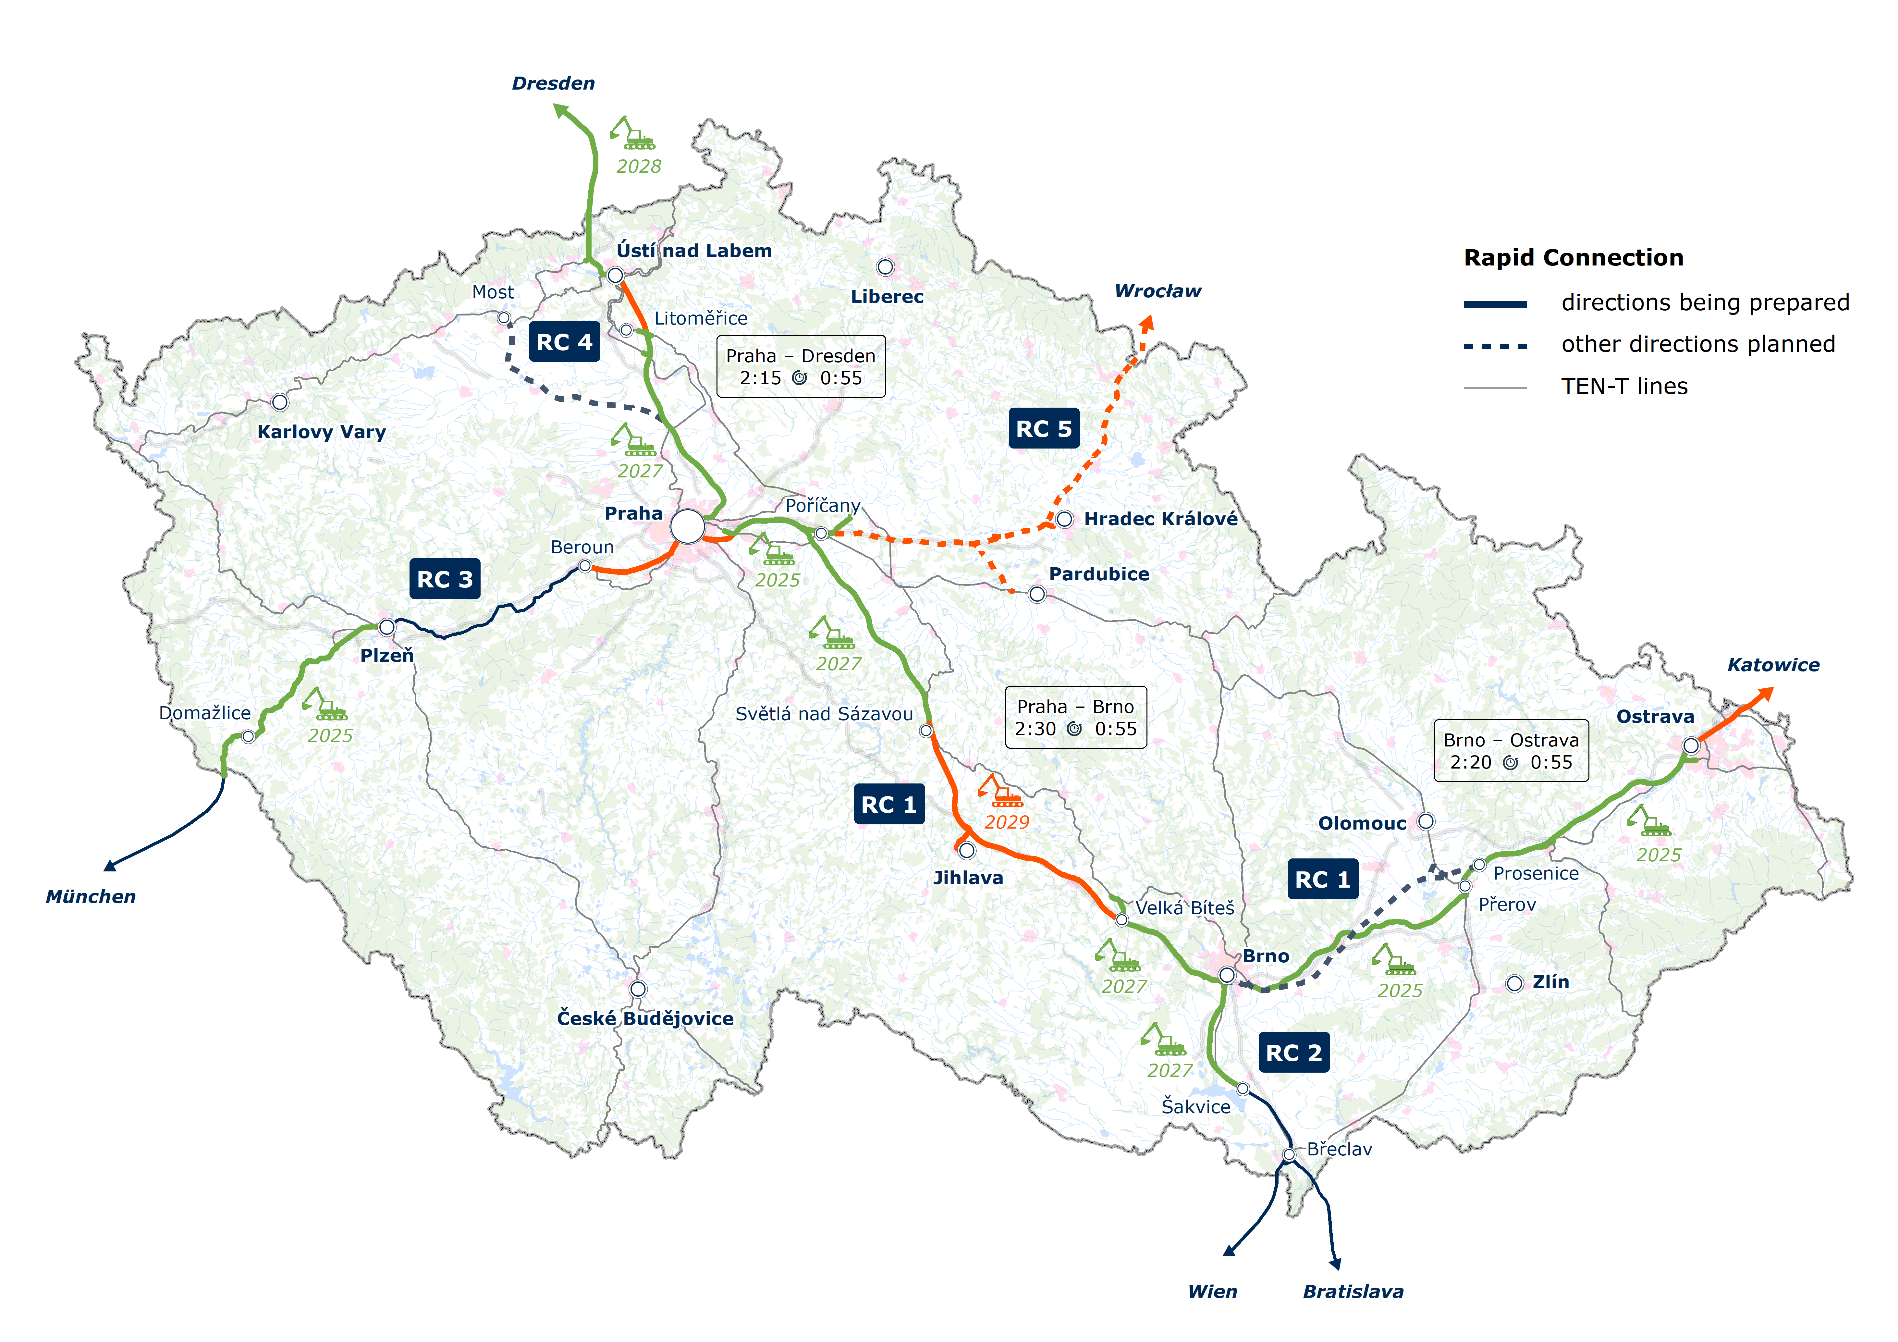 Dresden
2028
Ústí nad Labem
Most
Liberec
Wrocław
Rapid Connection
directions being prepared
other directions planned
TEN-T lines
Litoměřice
RC 4
Praha – Dresden
2:15 0:55
Karlovy Vary
RC 5
2027
Praha
Poříčany
Hradec Králové
Beroun
RC 3
2025
Pardubice
Plzeň
2027
Katowice
Domažlice
2025
Světlá nad Sázavou
Praha – Brno
2:30 0:55
Ostrava
Brno – Ostrava
2:20 0:55
RC 1
2029
Olomouc
2025
München
Jihlava
RC 1
Prosenice
Velká Bíteš
Přerov
Brno
2027
2025
Zlín
České Budějovice
RC 2
2027
Šakvice
Břeclav
Wien
Bratislava